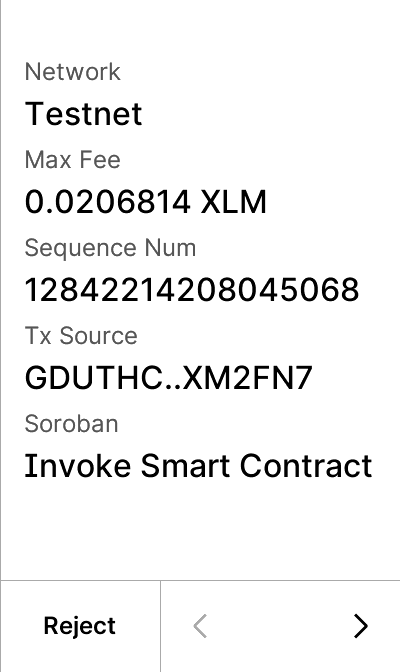 Network
Testnet
Max Fee
0.0206814 XLM
Sequence Num
12842214208045068
Tx Source
GDUTHC..XM2FN7
Soroban
Invoke Smart Contract
Reject